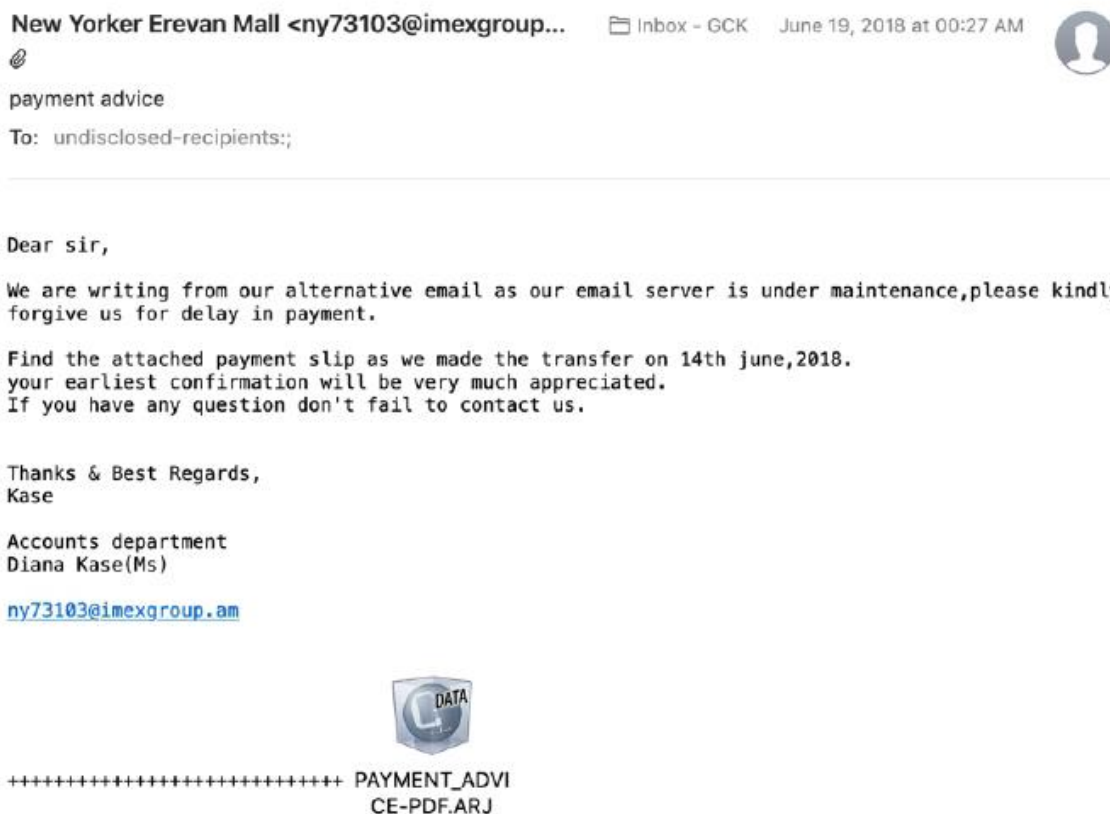 New Yorker Erevan Mall <ny73103@imexgroup... Inbox - GCK June 19, 2018 at 00:27 AM
payment advice
To: undisclosed-recipients:;
Dear sir,
We are writing from our alternative email as our email server is under maintenance,please kindl
forgive us for delay in payment.
Find the attached payment slip as we made the transfer on 14th june,2018.
your earliest confirmation will be very much appreciated.
If you have any question don't fail to contact us.
Thanks & Best Regards,
Kase
Accounts department
Diana Kase(Ms)
ny73103@imexgroup.am
DATA
+++++++++++++++++++++++++++++ PAYMENT_ADVI
CE-PDF.ARJ